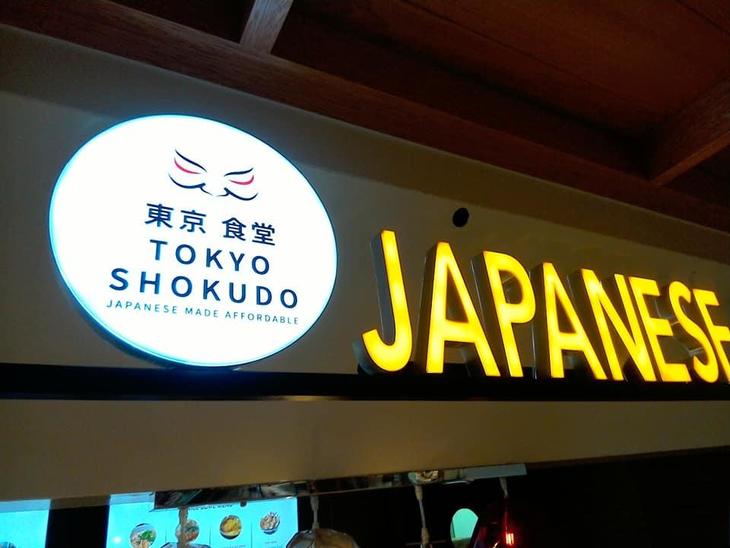 東京 食堂
TOKYO
SHOKUDO
JAPANESE MADE AFFORDABLE
JAPANESE